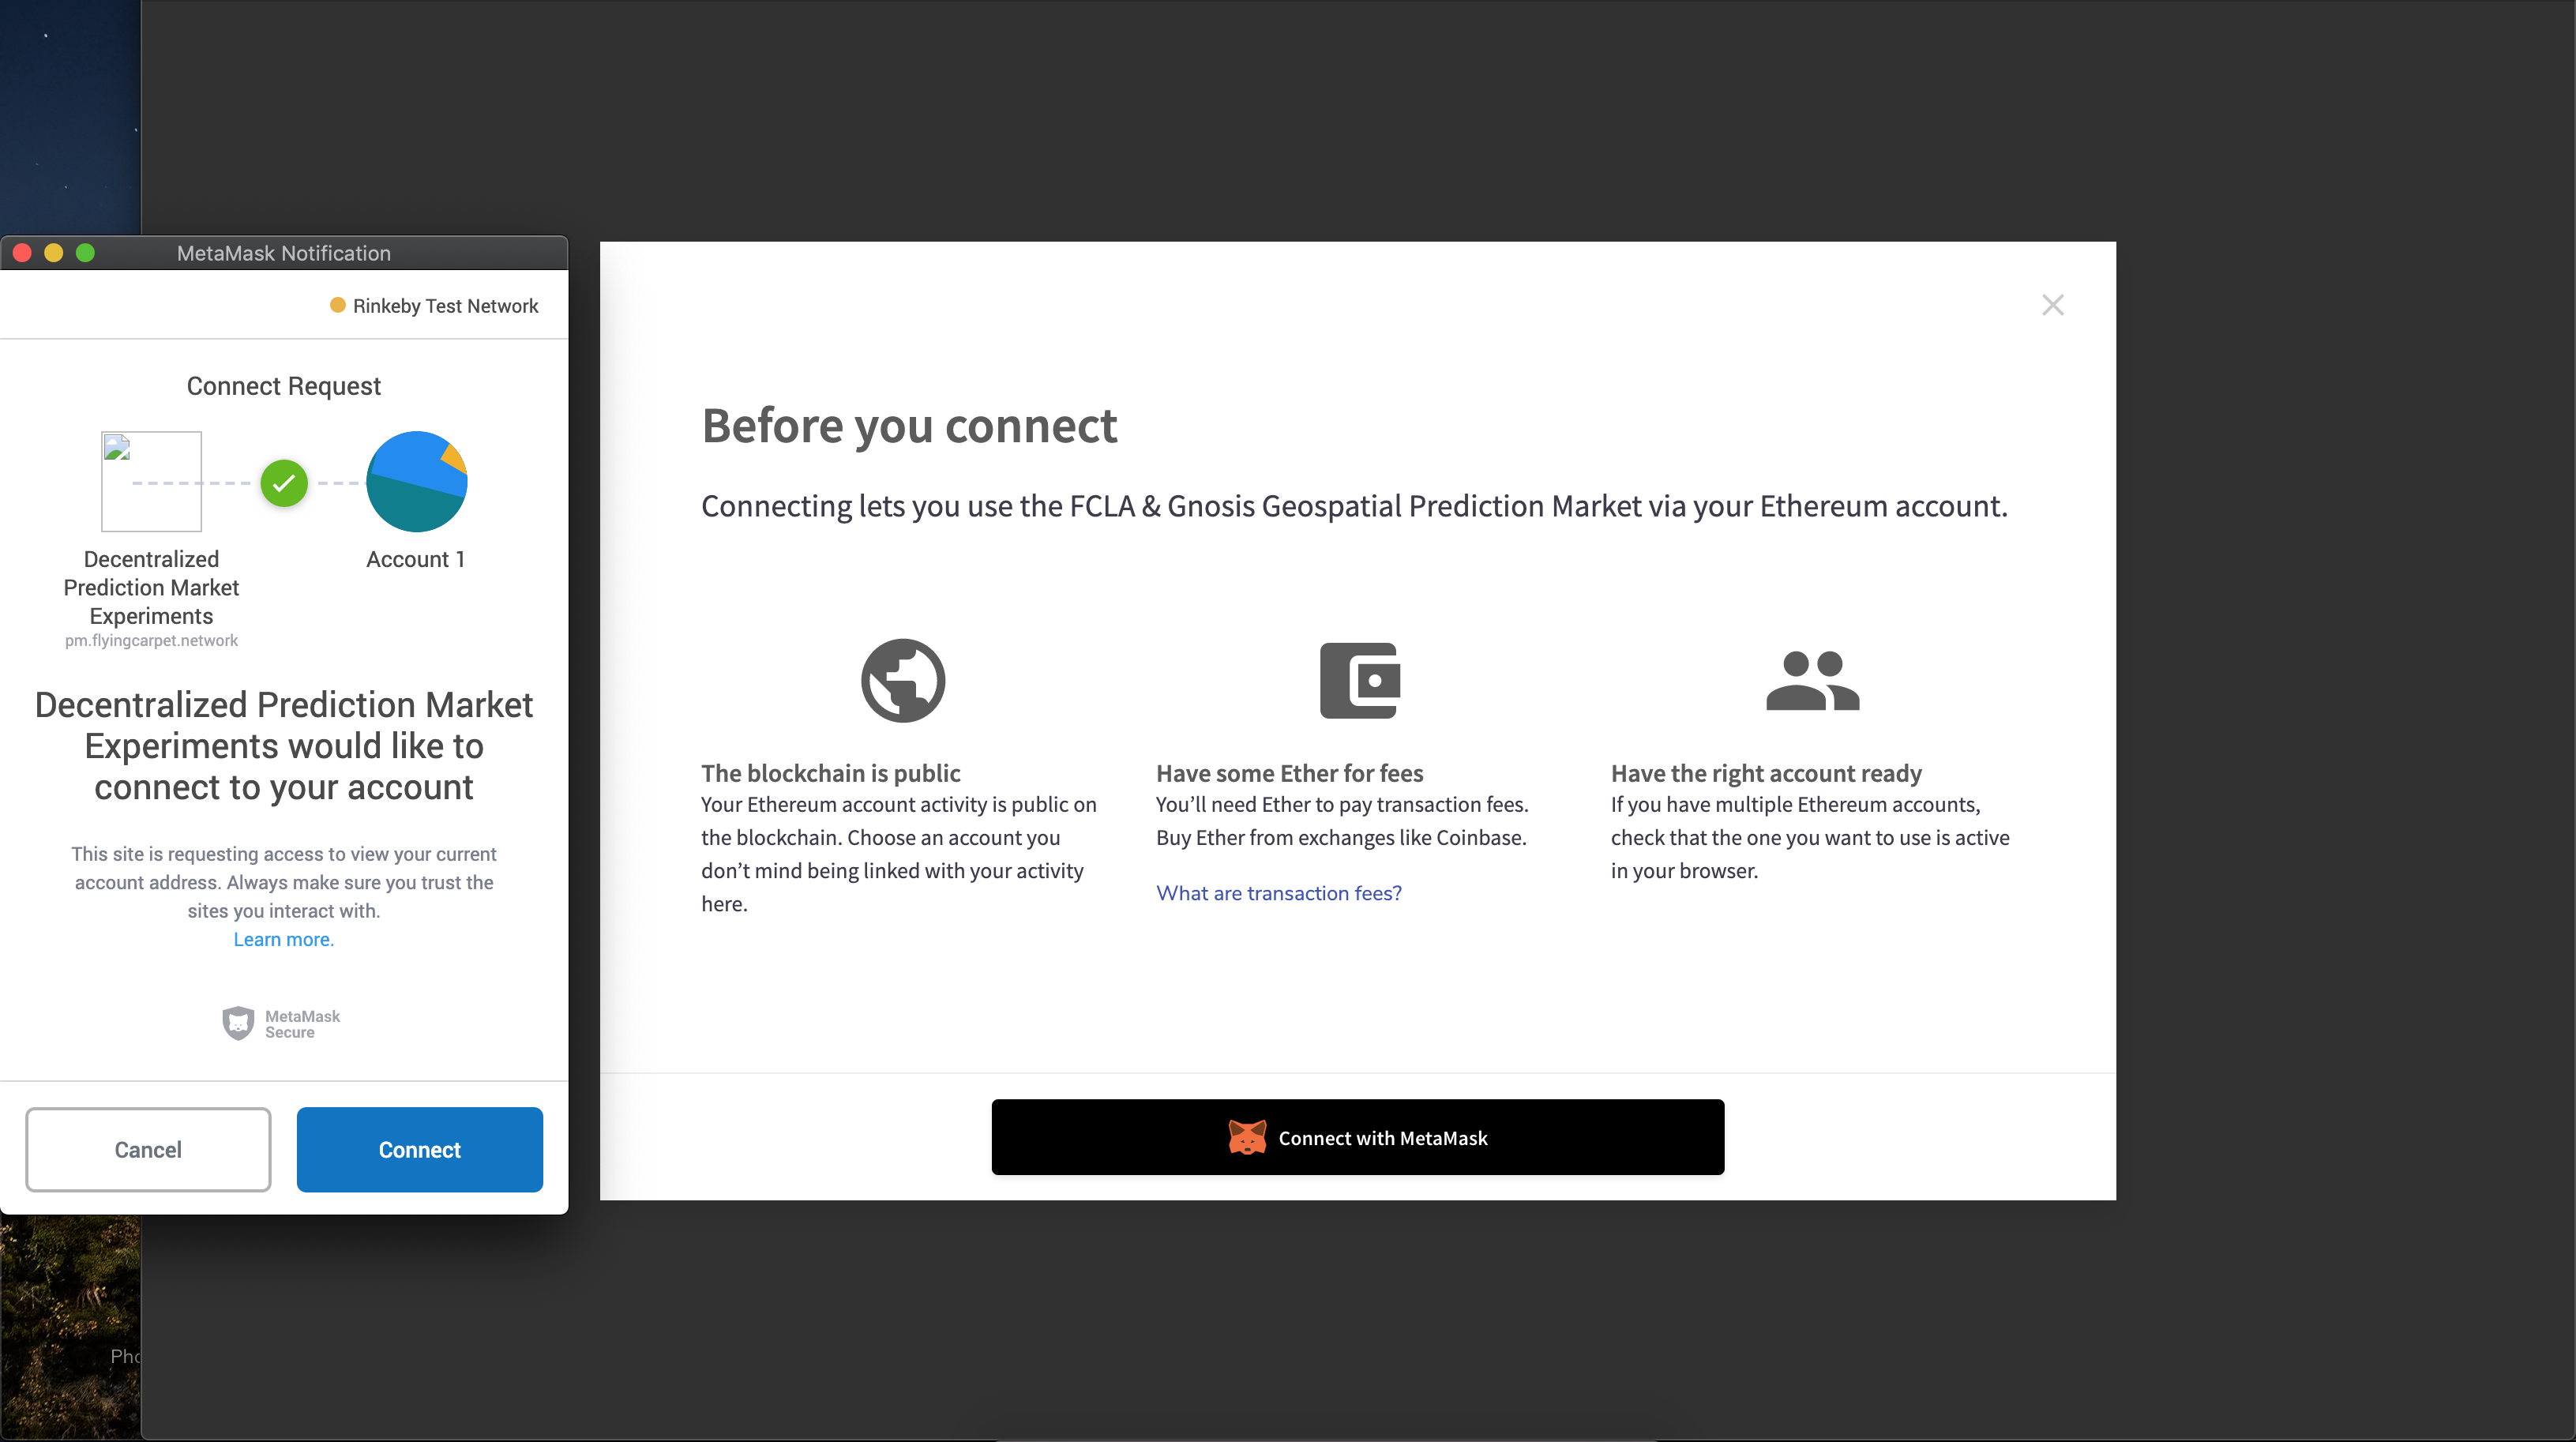 MetaMask Notification
Rinkeby Test Network
Connect Request
Decentralized
Prediction Market
Experiments
pm.flyingcarpet.network
Account 1
Decentralized Prediction Market
Experiments would like to
connect to your account
This site is requesting access to view your current
account address. Always make sure you trust the
sites you interact with.
Learn more.
MetaMask
Secure
Cancel
Connect
Before you connect
Connecting lets you use the FCLA & Gnosis Geospatial Prediction Market via your Ethereum account.
The blockchain is public
Your Ethereum account activity is public on
the blockchain. Choose an account you
don’t mind being linked with your activity
here.
Have some Ether for fees
You’ll need Ether to pay transaction fees.
Buy Ether from exchanges like Coinbase.
What are transaction fees?
Have the right account ready
If you have multiple Ethereum accounts,
check that the one you want to use is active
in your browser.
Connect with MetaMask